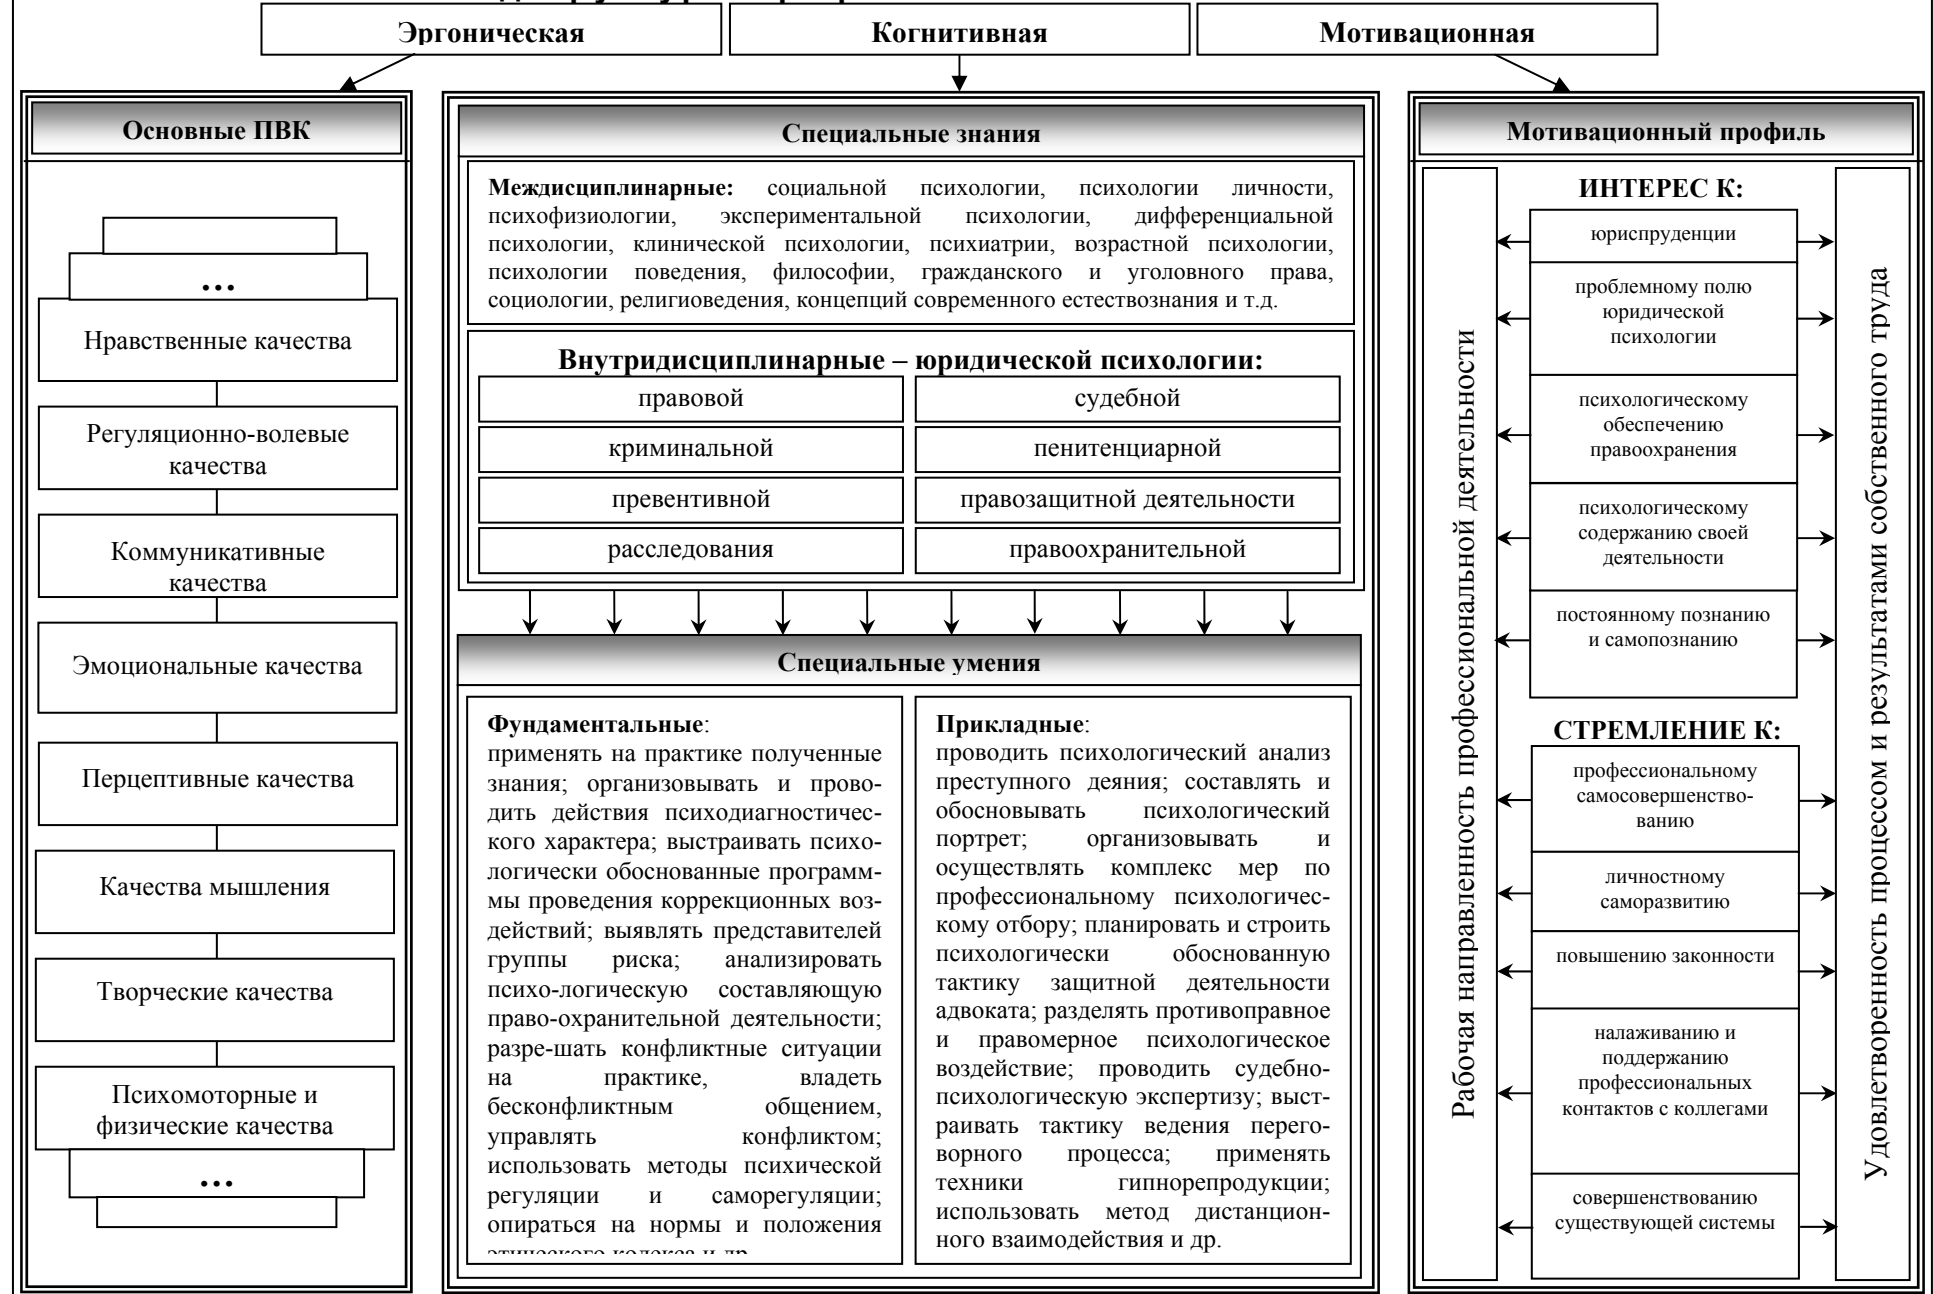 Эргоническая
Когнитивная
Мотивационная
Основные ПВК
...
Нравственные качества
Регуляционно-волевые
качества
Коммуникативные
качества
Эмоциональные качества
Перцептивные качества
Качества мышления
Творческие качества
Психомоторные и
физические качества
...
Специальные знания
Междисциплинарные: социальной психологии, психологии личности,
психофизиологии, экспериментальной психологии, дифференциальной
психологии, клинической психологии, психиатрии, возрастной психологии,
психологии поведения, философии, гражданского и уголовного права,
социологии, религиоведения, концепций современного естествознания и т.д.
Внутридисциплинарные – юридической психологии:
правовой
судебной
криминальной
пенитенциарной
превентивной
правозащитной деятельности
расследования
правоохранительной
Специальные умения
Фундаментальные:
применять на практике полученные
знания; организовывать и прово-
дить действия психодиагностичес-
кого характера; выстраивать психо-
логически обоснованные программ-
мы проведения коррекционных воз-
действий; выявлять представителей
группы риска; анализировать
психо-логическую составляющую
право-охранительной деятельности;
разре-шать конфликтные ситуации
на практике, владеть
бесконфликтным общением,
управлять конфликтом;
использовать методы психической
регуляции и саморегуляции;
опираться на нормы и положения
этического кодекса и др.
Прикладные:
проводить психологический анализ
преступного деяния; составлять и
обосновывать психологический
портрет; организовывать и
осуществлять комплекс мер по
профессиональному психологичес-
кому отбору; планировать и строить
психологически обоснованную
тактику защитной деятельности
адвоката; разделять противоправное
и правомерное психологическое
воздействие; проводить судебно-
психологическую экспертизу; выст-
раивать тактику ведения перего-
ворного процесса; применять
техники гипнорепродукции;
использовать метод дистанцион-
ного взаимодействия и др.
Мотивационный профиль
Рабочая направленность профессиональной деятельности
ИНТЕРЕС К:
юриспруденции
проблемному полю
юридической
психологии
психологическому
обеспечению
правоохранения
психологическому
содержанию своей
деятельности
постоянному познанию
и самопознанию
СТРЕМЛЕНИЕ К:
профессиональному
самосовершенство-
ванию
личностному
саморазвитию
повышению законности
налаживанию и
поддержанию
профессиональных
контактов с коллегами
совершенствованию
существующей системы
Удовлетворенность процессом и результатами собственного труда